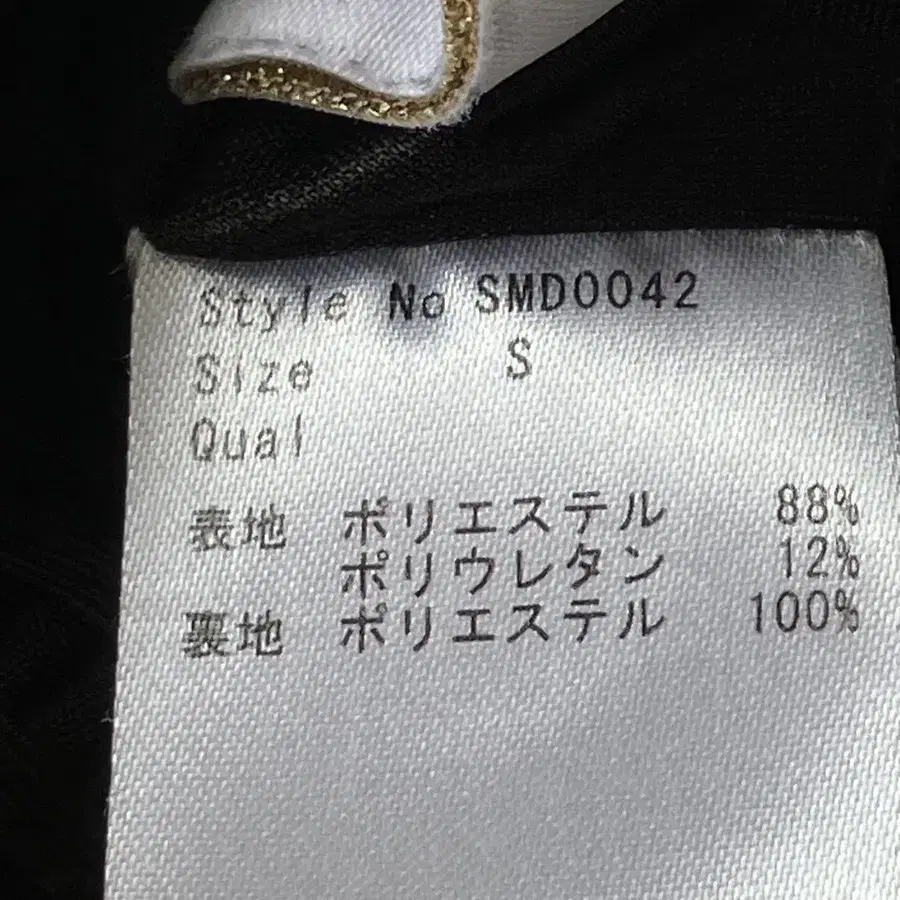 Style No SMD0042
Size S
Qual
表地 ポリエステル 88%
ポリウレタン 12%
裏地 ポリエステル 100%